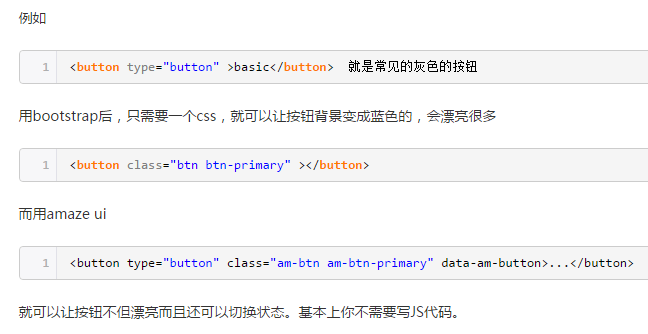 例如
1 <button type="button" >basic</button>  就是常见的灰色的按钮
用bootstrap后，只需要一个css，就可以让按钮背景变成蓝色的，会漂亮很多
1 <button class="btn btn-primary" ></button>
而用amaze ui
1 <button type="button" class="am-btn am-btn-primary" data-am-button>...</button>
就可以让按钮不但漂亮而且还可以切换状态。基本上你不需要写JS代码。